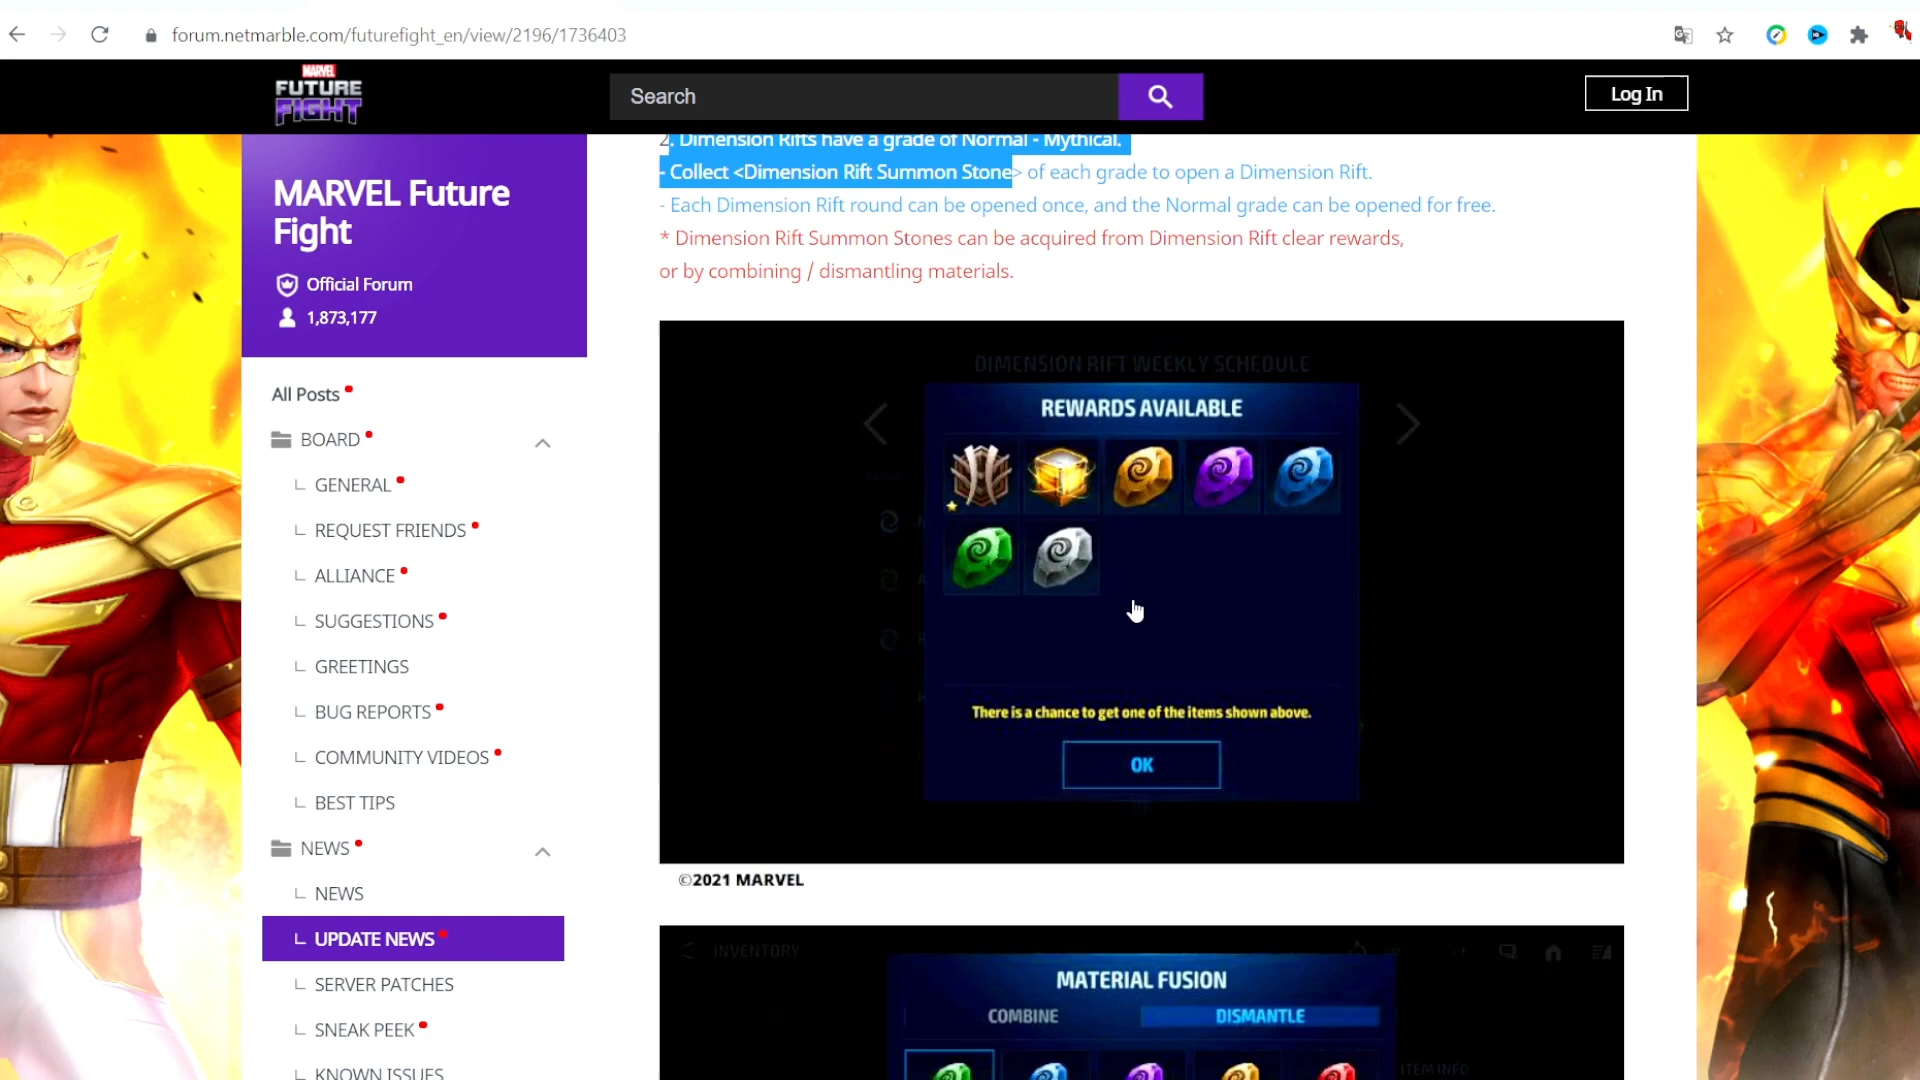 forum.netmarble.com/futurefight_en/view/2196/1736403
MARVEL
FUTURE
FIGHT
Search
Log In
MARVEL Future
Fight
Official Forum
1,873,177
All Posts
BOARD
GENERAL
REQUEST FRIENDS
ALLIANCE
SUGGESTIONS
GREETINGS
BUG REPORTS
COMMUNITY VIDEOS
BEST TIPS
NEWS
NEWS
UPDATE NEWS
SERVER PATCHES
SNEAK PEEK
KNOWN ISSUES
2. Dimension Rifts have a grade of Normal - Mythical.
- Collect <Dimension Rift Summon Stone> of each grade to open a Dimension Rift.
- Each Dimension Rift round can be opened once, and the Normal grade can be opened for free.
* Dimension Rift Summon Stones can be acquired from Dimension Rift clear rewards,
or by combining / dismantling materials.
DIMENSION RIFT WEEKLY SCHEDULE
REWARDS AVAILABLE
There is a chance to get one of the items shown above.
OK
©2021 MARVEL
INVENTORY
MATERIAL FUSION
COMBINE
DISMANTLE
ITEM INFO